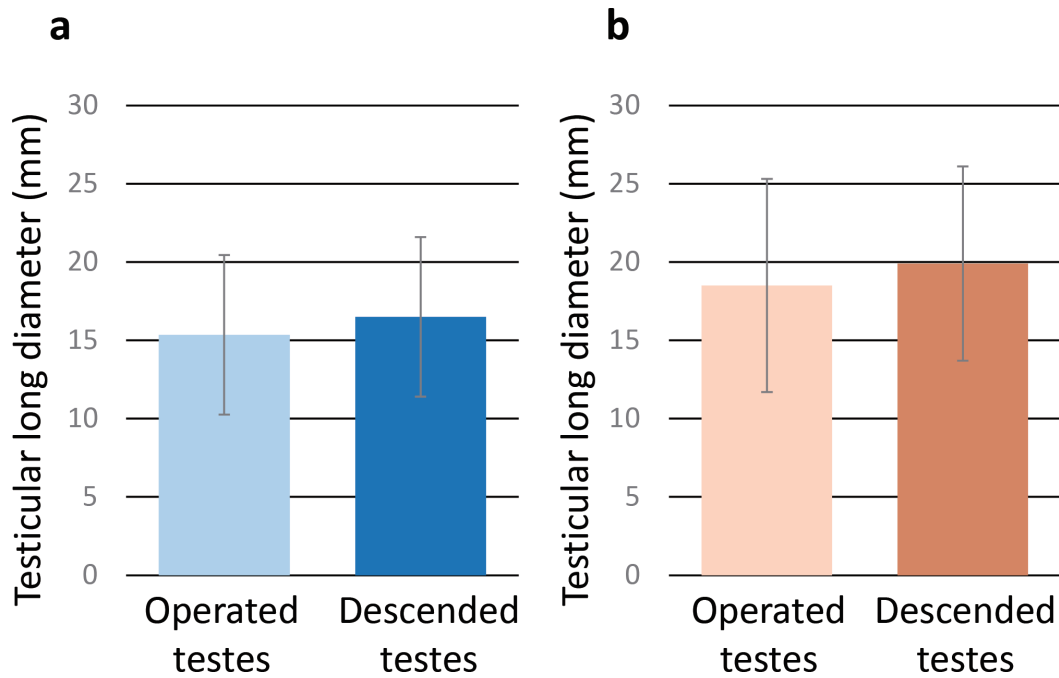 a
Testicular long diameter (mm)
30
25
20
15
10
5
0
Operated
testes
Descended
testes
b
Testicular long diameter (mm)
30
25
20
15
10
5
0
Operated
testes
Descended
testes